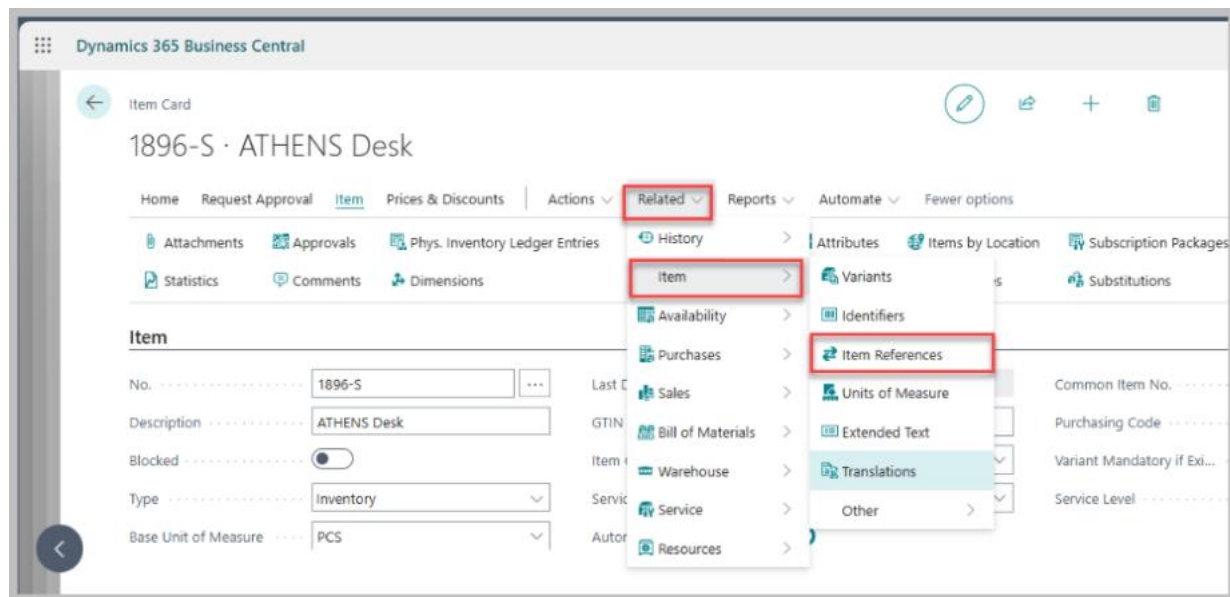 Dynamics 365 Business Central
Item Card
1896-S · ATHENS Desk
Home Request Approval Item Prices & Discounts Actions Related Reports Automate Fewer options
Attachments Approvals Phys. Inventory Ledger Entries History Attributes Items by Location Subscription Packages
Statistics Comments Dimensions Item Variants Substitutions
Availability Identifiers
Item
Purchases Item References
No. 1896-S ... Last Sales Units of Measure Common Item No.
Description ATHENS Desk GTIN Bill of Materials Extended Text Purchasing Code
Blocked Item Warehouse Translations Variant Mandatory if Exi...
Type Inventory Service Other Service Level
Base Unit of Measure PCS Resources